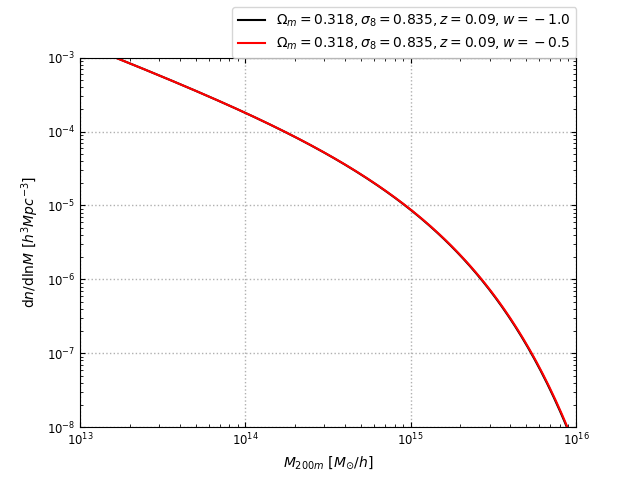 Ωₘ = 0.318, σ₈ = 0.835, z = 0.09, w = −1.0
Ωₘ = 0.318, σ₈ = 0.835, z = 0.09, w = −0.5
10⁻³
10⁻⁴
10⁻⁵
10⁻⁶
10⁻⁷
10⁻⁸
dn/dlnM [h³Mpc⁻³]
10¹³ 10¹⁴ 10¹⁵ 10¹⁶
M₂₀₀ₘ [M⊙/h]